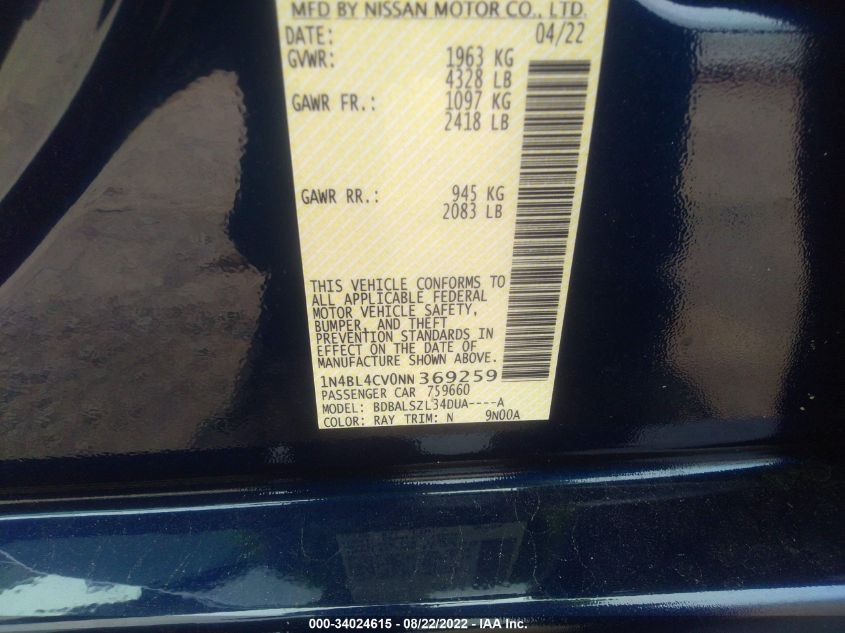 MFD BY NISSAN MOTOR CO., LTD.
DATE: 04/22
GVWR: 1963 KG
4328 LB
GAWR FR.: 1097 KG
2418 LB
GAWR RR.: 945 KG
2083 LB
THIS VEHICLE CONFORMS TO
ALL APPLICABLE FEDERAL
MOTOR VEHICLE SAFETY,
BUMPER, AND THEFT
PREVENTION STANDARDS IN
EFFECT ON THE DATE OF
MANUFACTURE SHOWN ABOVE.
1N4BL4CV0NN369259
PASSENGER CAR 759660
MODEL: BDBALSZL34DUA----A
COLOR: RAY TRIM: N 9N00A
000-34024615 - 08/22/2022 - IAA Inc.